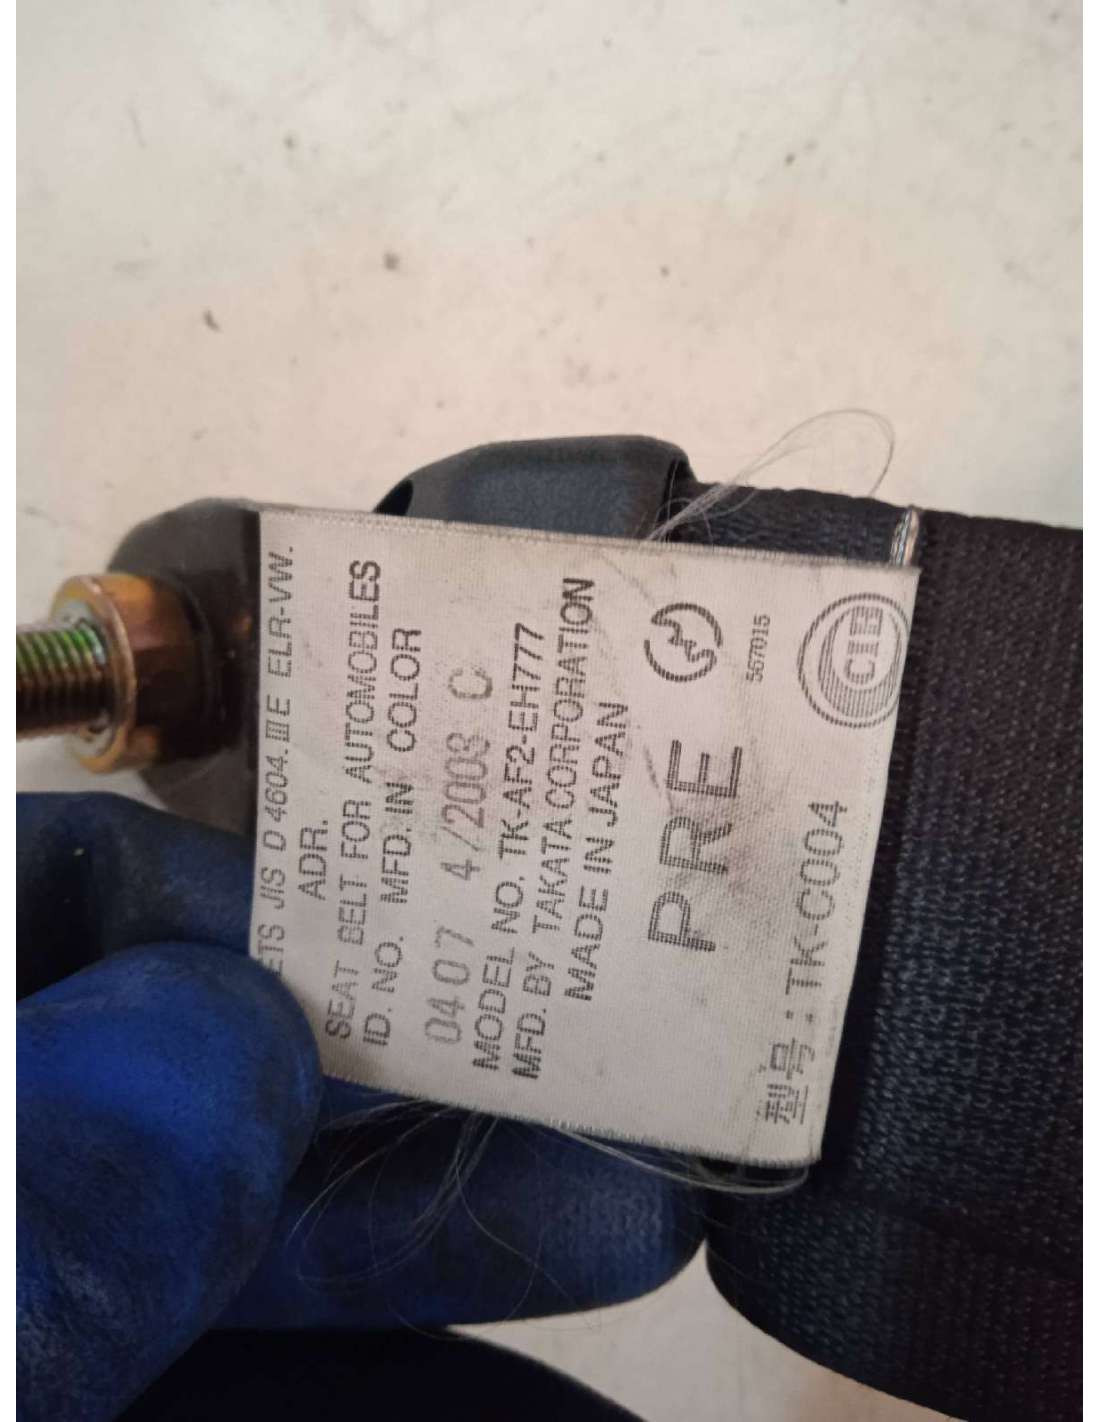 ETS JIS D 4604.ⅢE ELR-VW.
ADR.
SEAT BELT FOR AUTOMOBILES
ID. NO. MFD. IN COLOR
0407 4/2003 C
MODEL NO. TK-AF2-EH777
MFD. BY TAKATA CORPORATION
MADE IN JAPAN
PRE
567015
型号：TK-C004
CIB